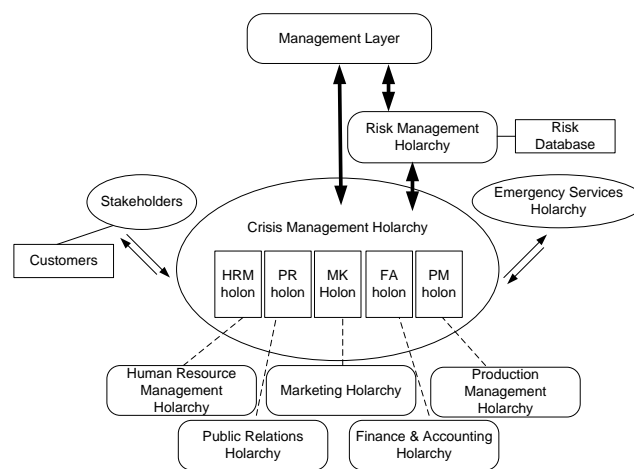 Management Layer
Risk Management
Holarchy
Risk
Database
Stakeholders
Customers
Emergency Services
Holarchy
Crisis Management Holarchy
HRM
holon
PR
holon
MK
Holon
FA
holon
PM
holon
Human Resource
Management
Holarchy
Marketing Holarchy
Production
Management
Holarchy
Public Relations
Holarchy
Finance & Accounting
Holarchy